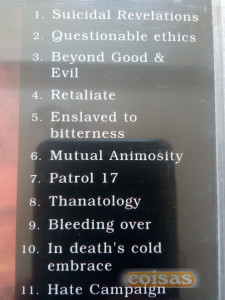 1. Suicidal Revelations
2. Questionable ethics
3. Beyond Good &
Evil
4. Retaliate
5. Enslaved to
bitterness
6. Mutual Animosity
7. Patrol 17
8. Thanatology
9. Bleeding over
10. In death's cold
embrace
11. Hate Campaign
coisas